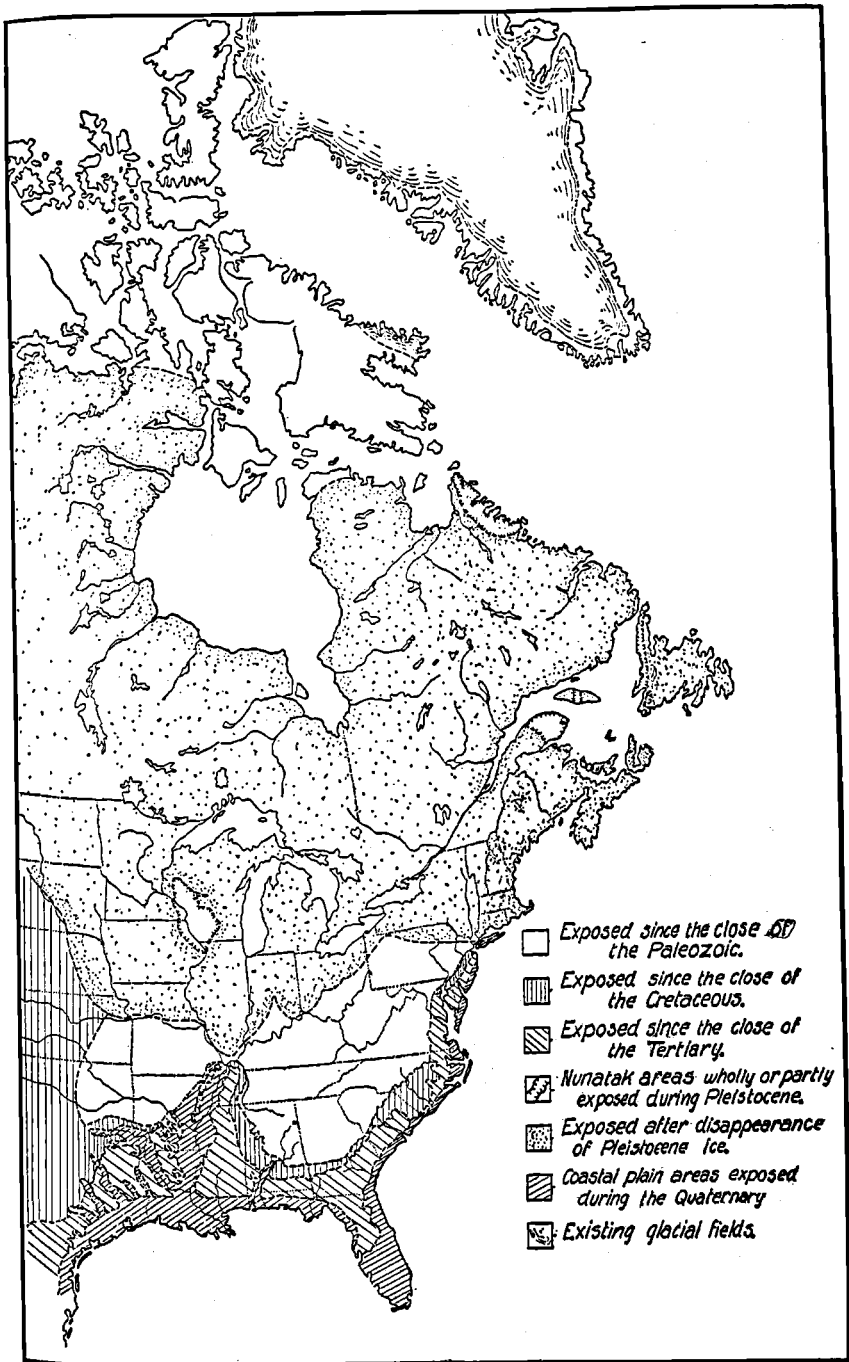 Exposed since the close of
the Paleozoic.
Exposed since the close of
the Cretaceous.
Exposed since the close of
the Tertiary.
Nunatak areas wholly or partly
exposed during Pleistocene.
Exposed after disappearance
of Pleistocene Ice.
Coastal plain areas exposed
during the Quaternary
Existing glacial fields.